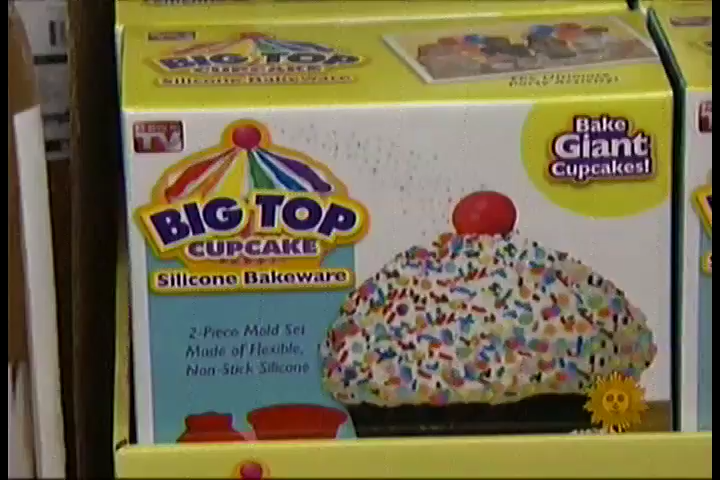 BIG TOP
CUPCAKE
Silicone Bakeware
TV
BIG TOP
CUPCAKE
Silicone Bakeware
Bake
Giant
Cupcakes!
2-Piece Mold Set
Made of Flexible,
Non-Stick Silicone